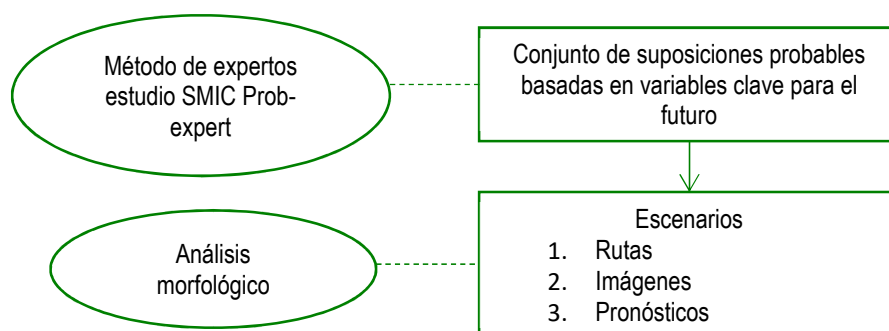 Método de expertos
estudio SMIC Prob-
expert
Conjunto de suposiciones probables
basadas en variables clave para el
futuro
Análisis
morfológico
Escenarios
1. Rutas
2. Imágenes
3. Pronósticos